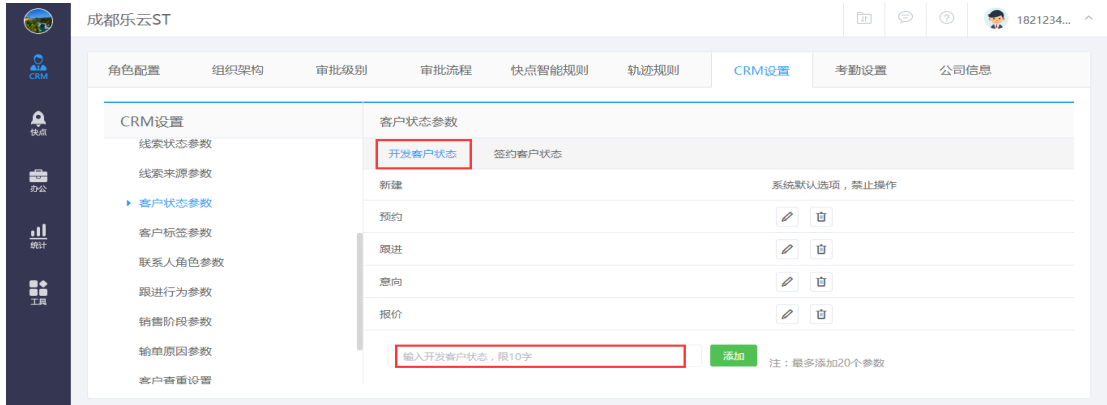 成都乐云ST
1821234...
CRM
快点
办公
统计
工具
角色配置 组织架构 审批级别 审批流程 快点智能规则 轨迹规则 CRM设置 考勤设置 公司信息
CRM设置
线索状态参数
线索来源参数
客户状态参数
客户标签参数
联系人角色参数
跟进行为参数
销售阶段参数
输单原因参数
客户查重设置
客户状态参数
开发客户状态 签约客户状态
新建 系统默认选项，禁止操作
预约
跟进
意向
报价
输入开发客户状态，限10字 添加 注：最多添加20个参数